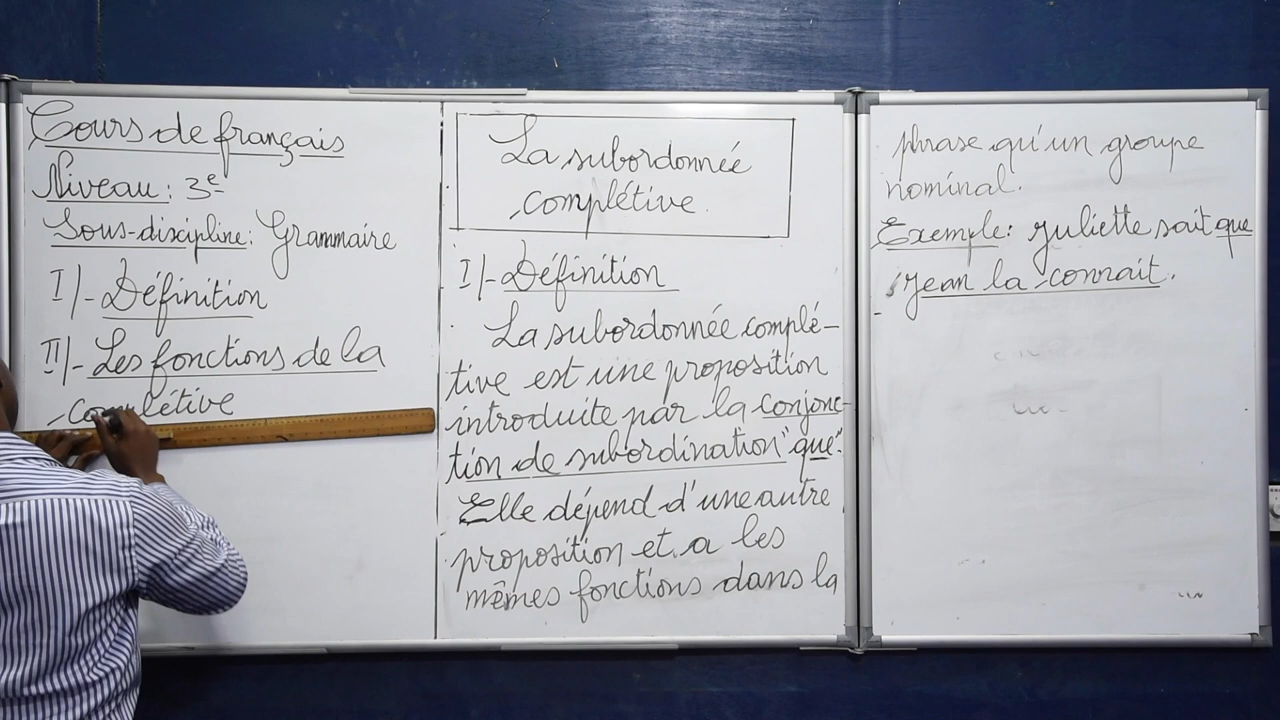 Cours de français
Niveau : 3e
Sous-discipline : Grammaire
I/- Définition
II/- Les fonctions de la
complétive
La subordonnée
complétive.
I/- Définition
La subordonnée complé-
tive est une proposition
introduite par la conjonc-
tion de subordination "que".
Elle dépend d'une autre
proposition et a les
mêmes fonctions dans la
phrase qu'un groupe
nominal.
Exemple : Juliette sait que
Jean la connait.